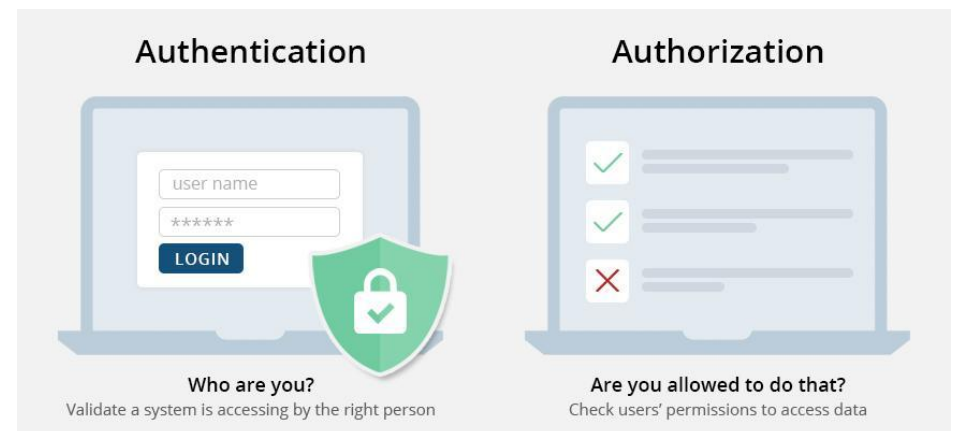 Authentication
user name
******
LOGIN
Who are you?
Validate a system is accessing by the right person
Authorization
Are you allowed to do that?
Check users' permissions to access data